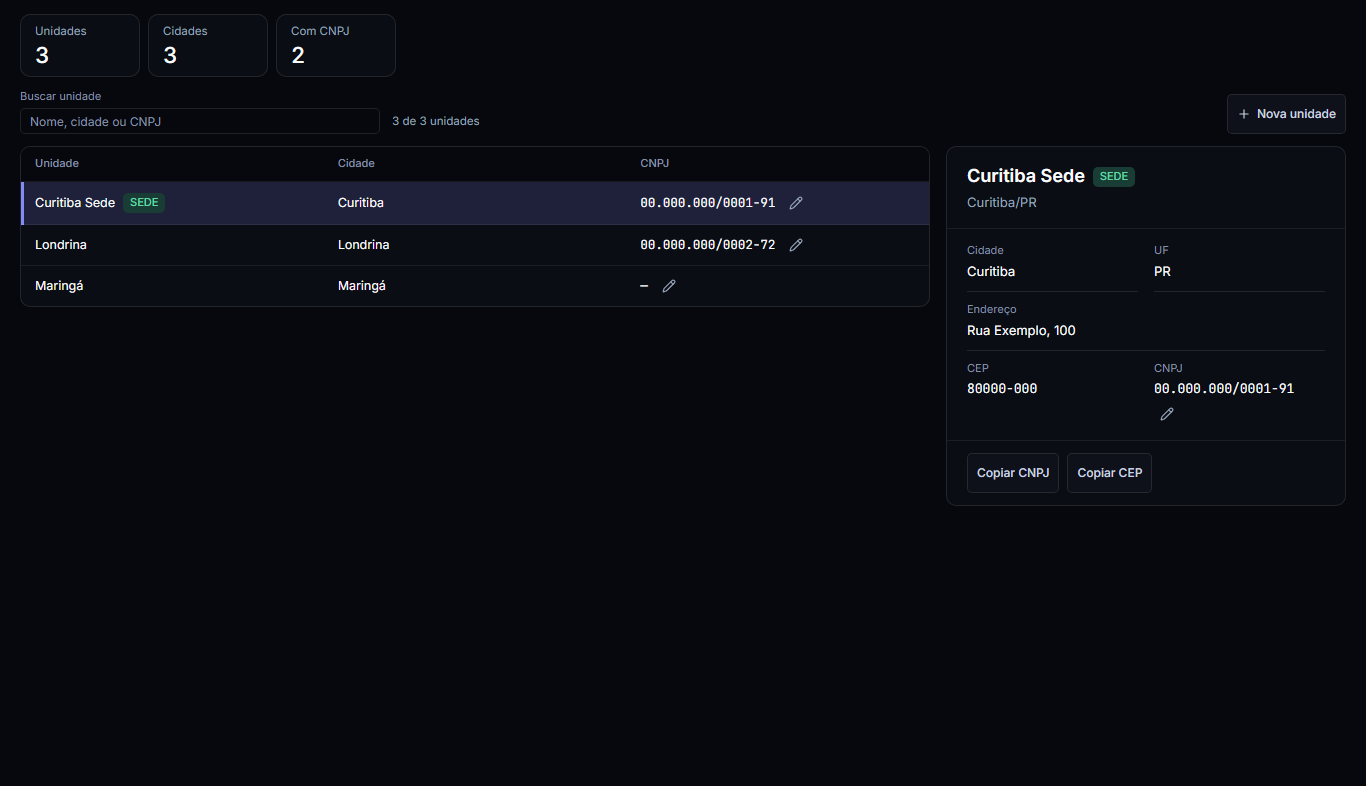 Unidades
3
Cidades
3
Com CNPJ
2
Buscar unidade
Nome, cidade ou CNPJ
3 de 3 unidades
+ Nova unidade
Unidade Cidade CNPJ
Curitiba Sede SEDE Curitiba 00.000.000/0001-91
Londrina Londrina 00.000.000/0002-72
Maringá Maringá —
Curitiba Sede SEDE
Curitiba/PR
Cidade UF
Curitiba PR
Endereço
Rua Exemplo, 100
CEP CNPJ
80000-000 00.000.000/0001-91
Copiar CNPJ Copiar CEP